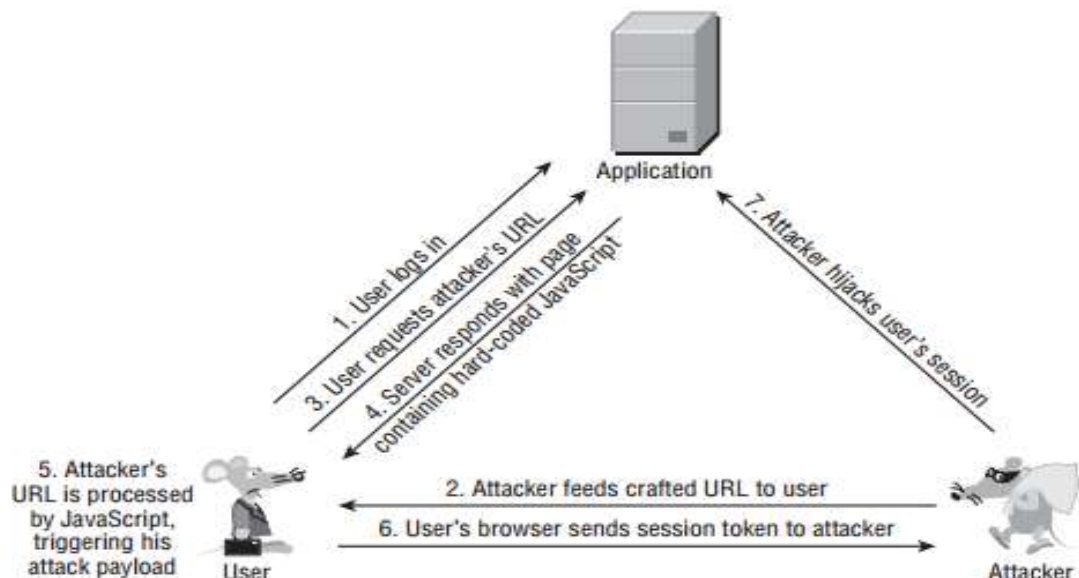 Application
1. User logs in
3. User requests attacker's URL
4. Server responds with page
containing hard-coded JavaScript
7. Attacker hijacks user's session
5. Attacker's
URL is processed
by JavaScript,
triggering his
attack payload
2. Attacker feeds crafted URL to user
6. User's browser sends session token to attacker
User
Attacker